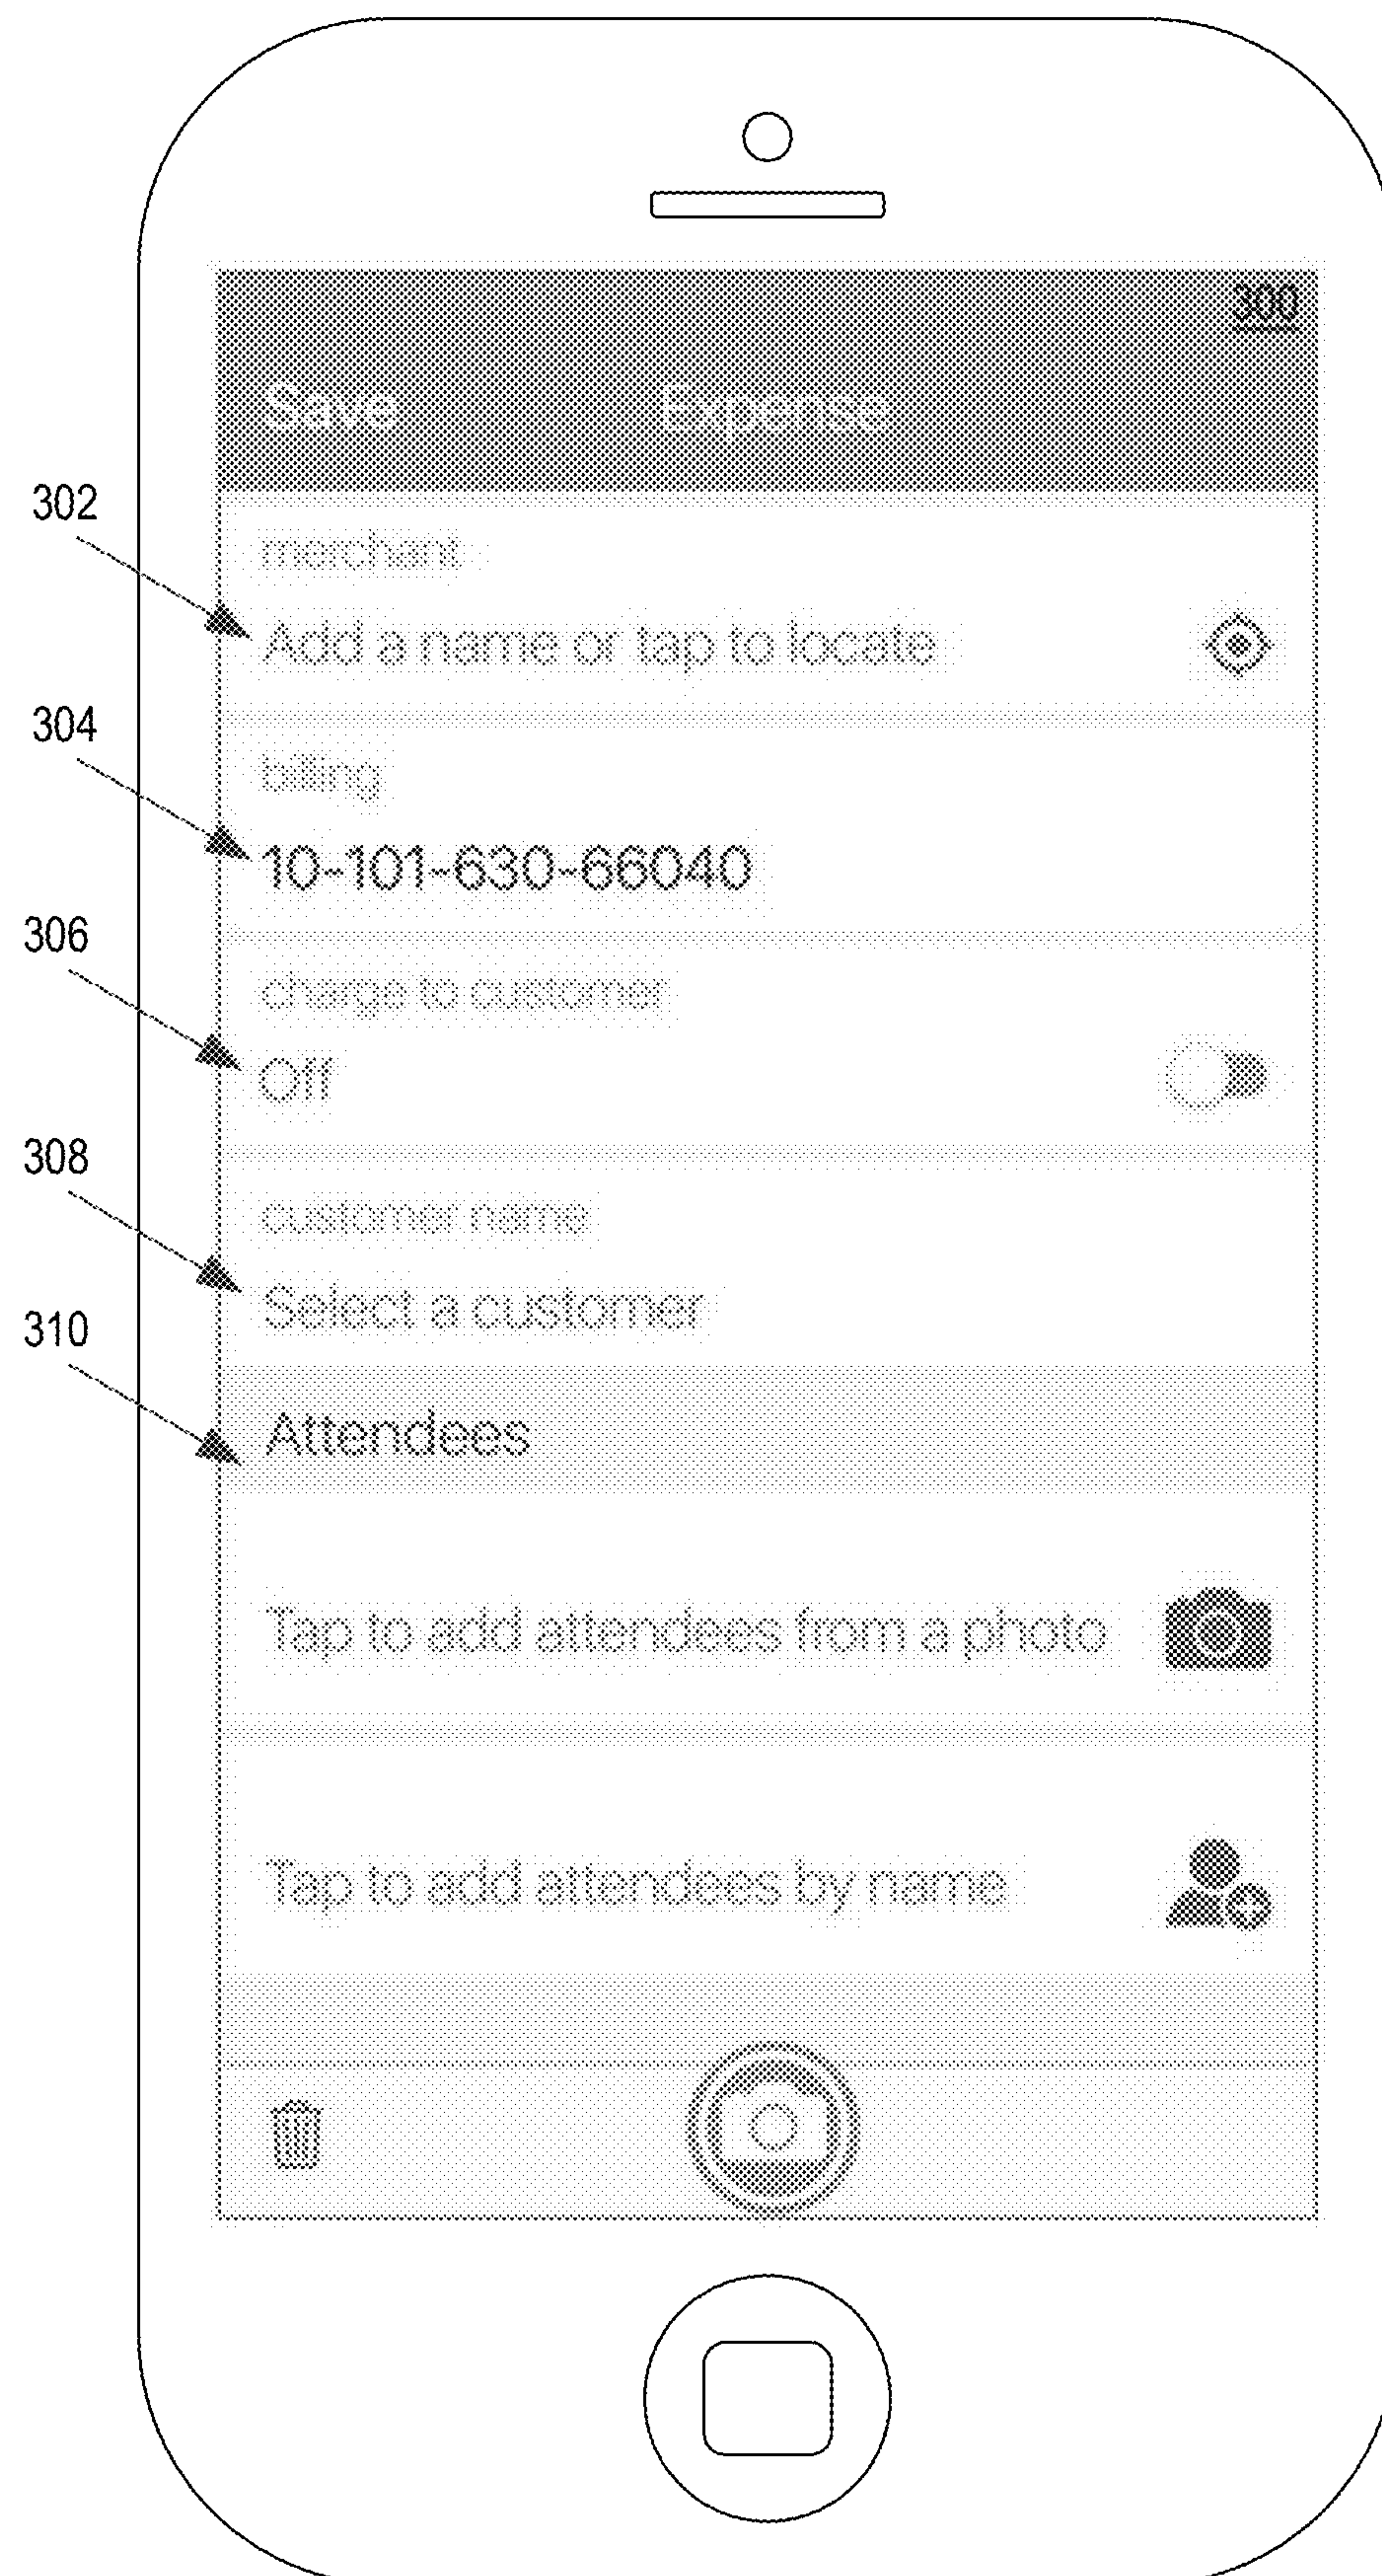 300
Save Expense
302
merchant
Add a name or tap to locate
304
billing
10-101-630-66040
306
charge to customer
Off
308
customer name
Select a customer
310
Attendees
Tap to add attendees from a photo
Tap to add attendees by name